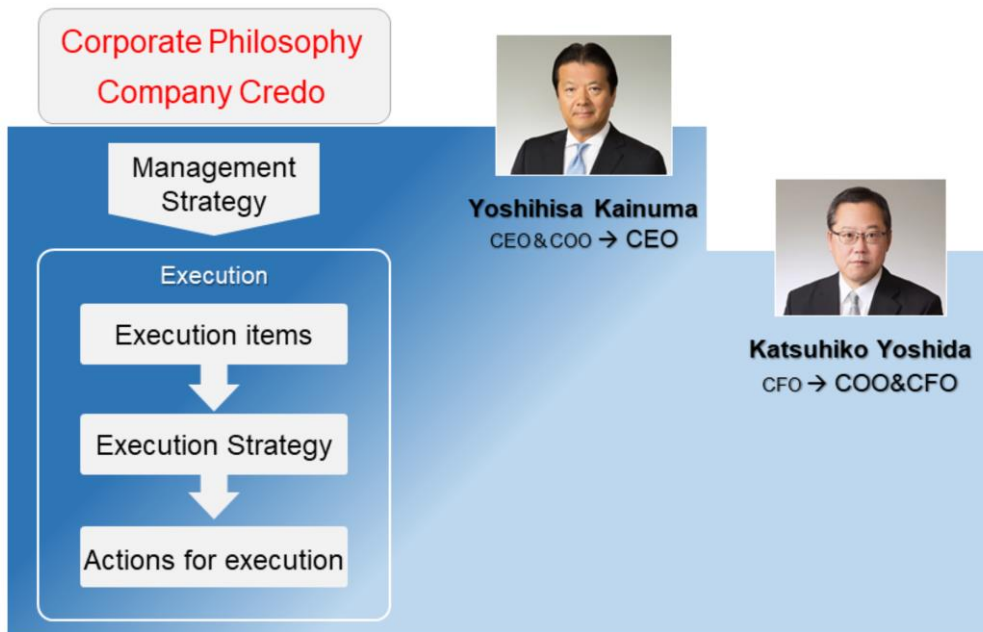 Corporate Philosophy
Company Credo
Management
Strategy
Execution
Execution items
Execution Strategy
Actions for execution
Yoshihisa Kainuma
CEO&COO → CEO
Katsuhiko Yoshida
CFO → COO&CFO